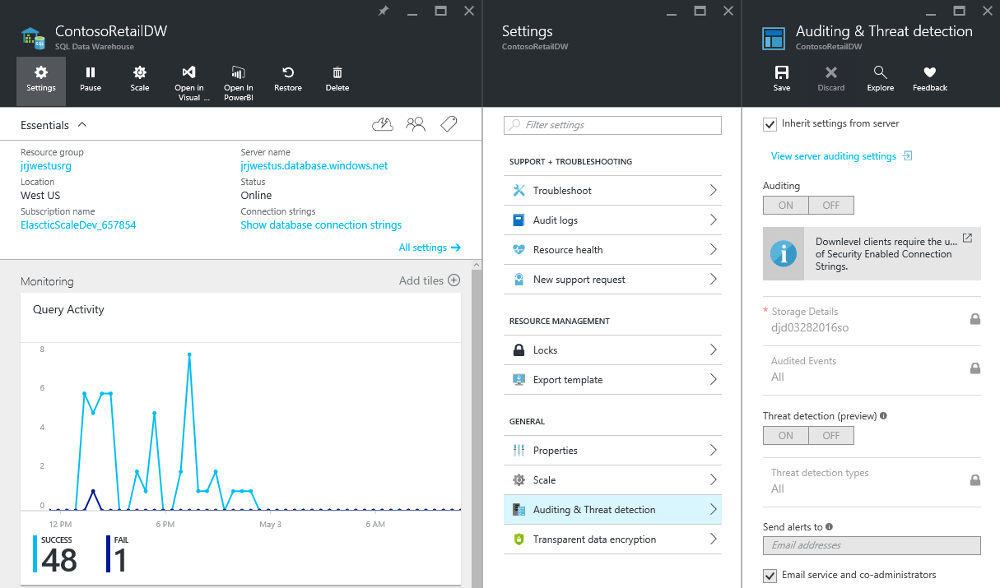 ContosoRetailDW
SQL Data Warehouse
Settings
Pause
Scale
Open in
Visual ...
Open In
PowerBI
Restore
Delete
Essentials
Resource group
jrjwestusrg
Location
West US
Subscription name
ElascticScaleDev_657854
Server name
jrjwestus.database.windows.net
Status
Online
Connection strings
Show database connection strings
All settings
Monitoring
Add tiles
Query Activity
8
6
4
2
0
12 PM
6 PM
May 3
6 AM
SUCCESS
48
FAIL
1
Settings
ContosoRetailDW
Filter settings
SUPPORT + TROUBLESHOOTING
Troubleshoot
Audit logs
Resource health
New support request
RESOURCE MANAGEMENT
Locks
Export template
GENERAL
Properties
Scale
Auditing & Threat detection
Transparent data encryption
Auditing & Threat detection
ContosoRetailDW
Save
Discard
Explore
Feedback
Inherit settings from server
View server auditing settings
Auditing
ON OFF
Downlevel clients require the u...
of Security Enabled Connection
Strings.
* Storage Details
djd03282016so
Audited Events
All
Threat detection (preview)
ON OFF
Threat detection types
All
Send alerts to
Email addresses
Email service and co-administrators